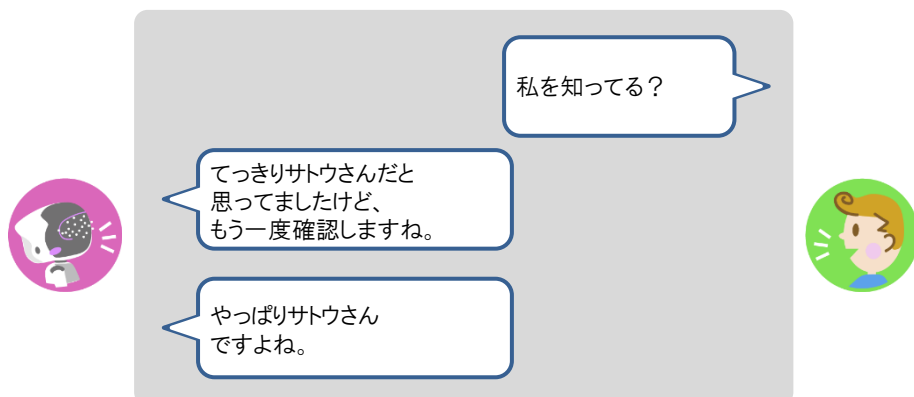 私を知ってる？
てっきりサトウさんだと
思ってましたけど、
もう一度確認しますね。
やっぱりサトウさん
ですよね。